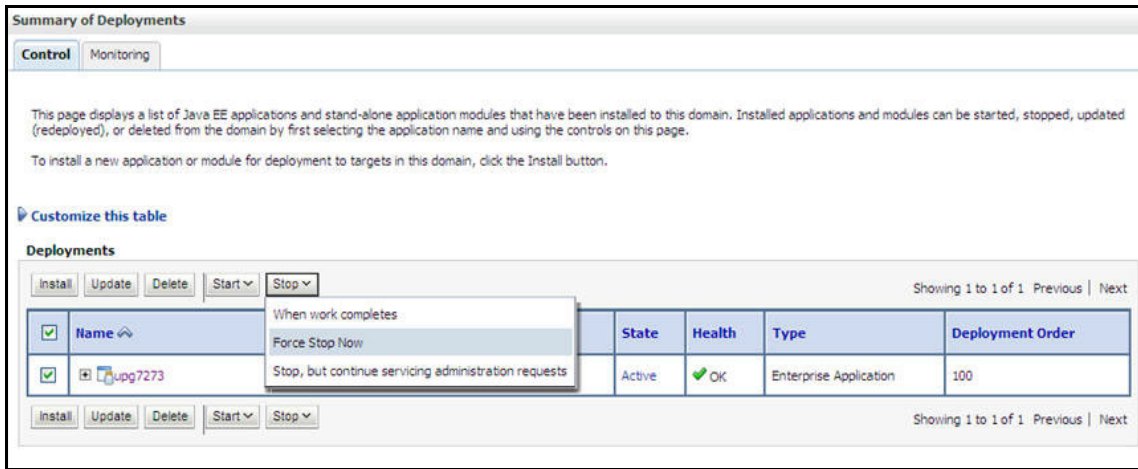 Summary of Deployments
Control Monitoring
This page displays a list of Java EE applications and stand-alone application modules that have been installed to this domain. Installed applications and modules can be started, stopped, updated
(redeployed), or deleted from the domain by first selecting the application name and using the controls on this page.
To install a new application or module for deployment to targets in this domain, click the Install button.
Customize this table
Deployments
Install Update Delete Start Stop Showing 1 to 1 of 1 Previous | Next
When work completes
Force Stop Now
Stop, but continue servicing administration requests
Name State Health Type Deployment Order
upg7273 Active OK Enterprise Application 100
Install Update Delete Start Stop Showing 1 to 1 of 1 Previous | Next